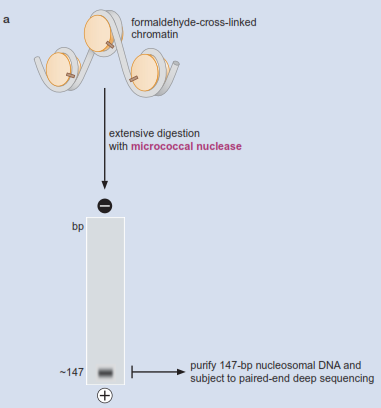 a
formaldehyde-cross-linked
chromatin
extensive digestion
with micrococcal nuclease
−
bp
~147
purify 147-bp nucleosomal DNA and
subject to paired-end deep sequencing
+